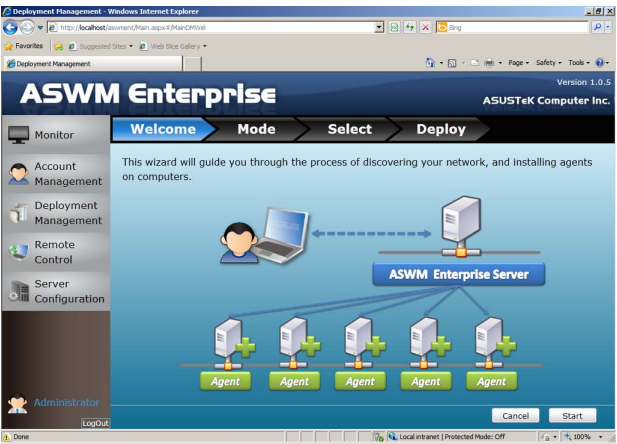 Deployment Management - Windows Internet Explorer
http://localhost/aswment/Main.aspx#/MainDMWel
Bing
Favorites
Suggested Sites
Web Slice Gallery
Deployment Management
Page
Safety
Tools
Version 1.0.5
ASWM Enterprise
ASUSTeK Computer Inc.
Monitor
Account
Management
Deployment
Management
Remote
Control
Server
Configuration
Administrator
LogOut
Welcome
Mode
Select
Deploy
This wizard will guide you through the process of discovering your network, and installing agents
on computers.
ASWM Enterprise Server
Agent
Agent
Agent
Agent
Agent
Cancel
Start
Done
Local intranet | Protected Mode: Off
100%